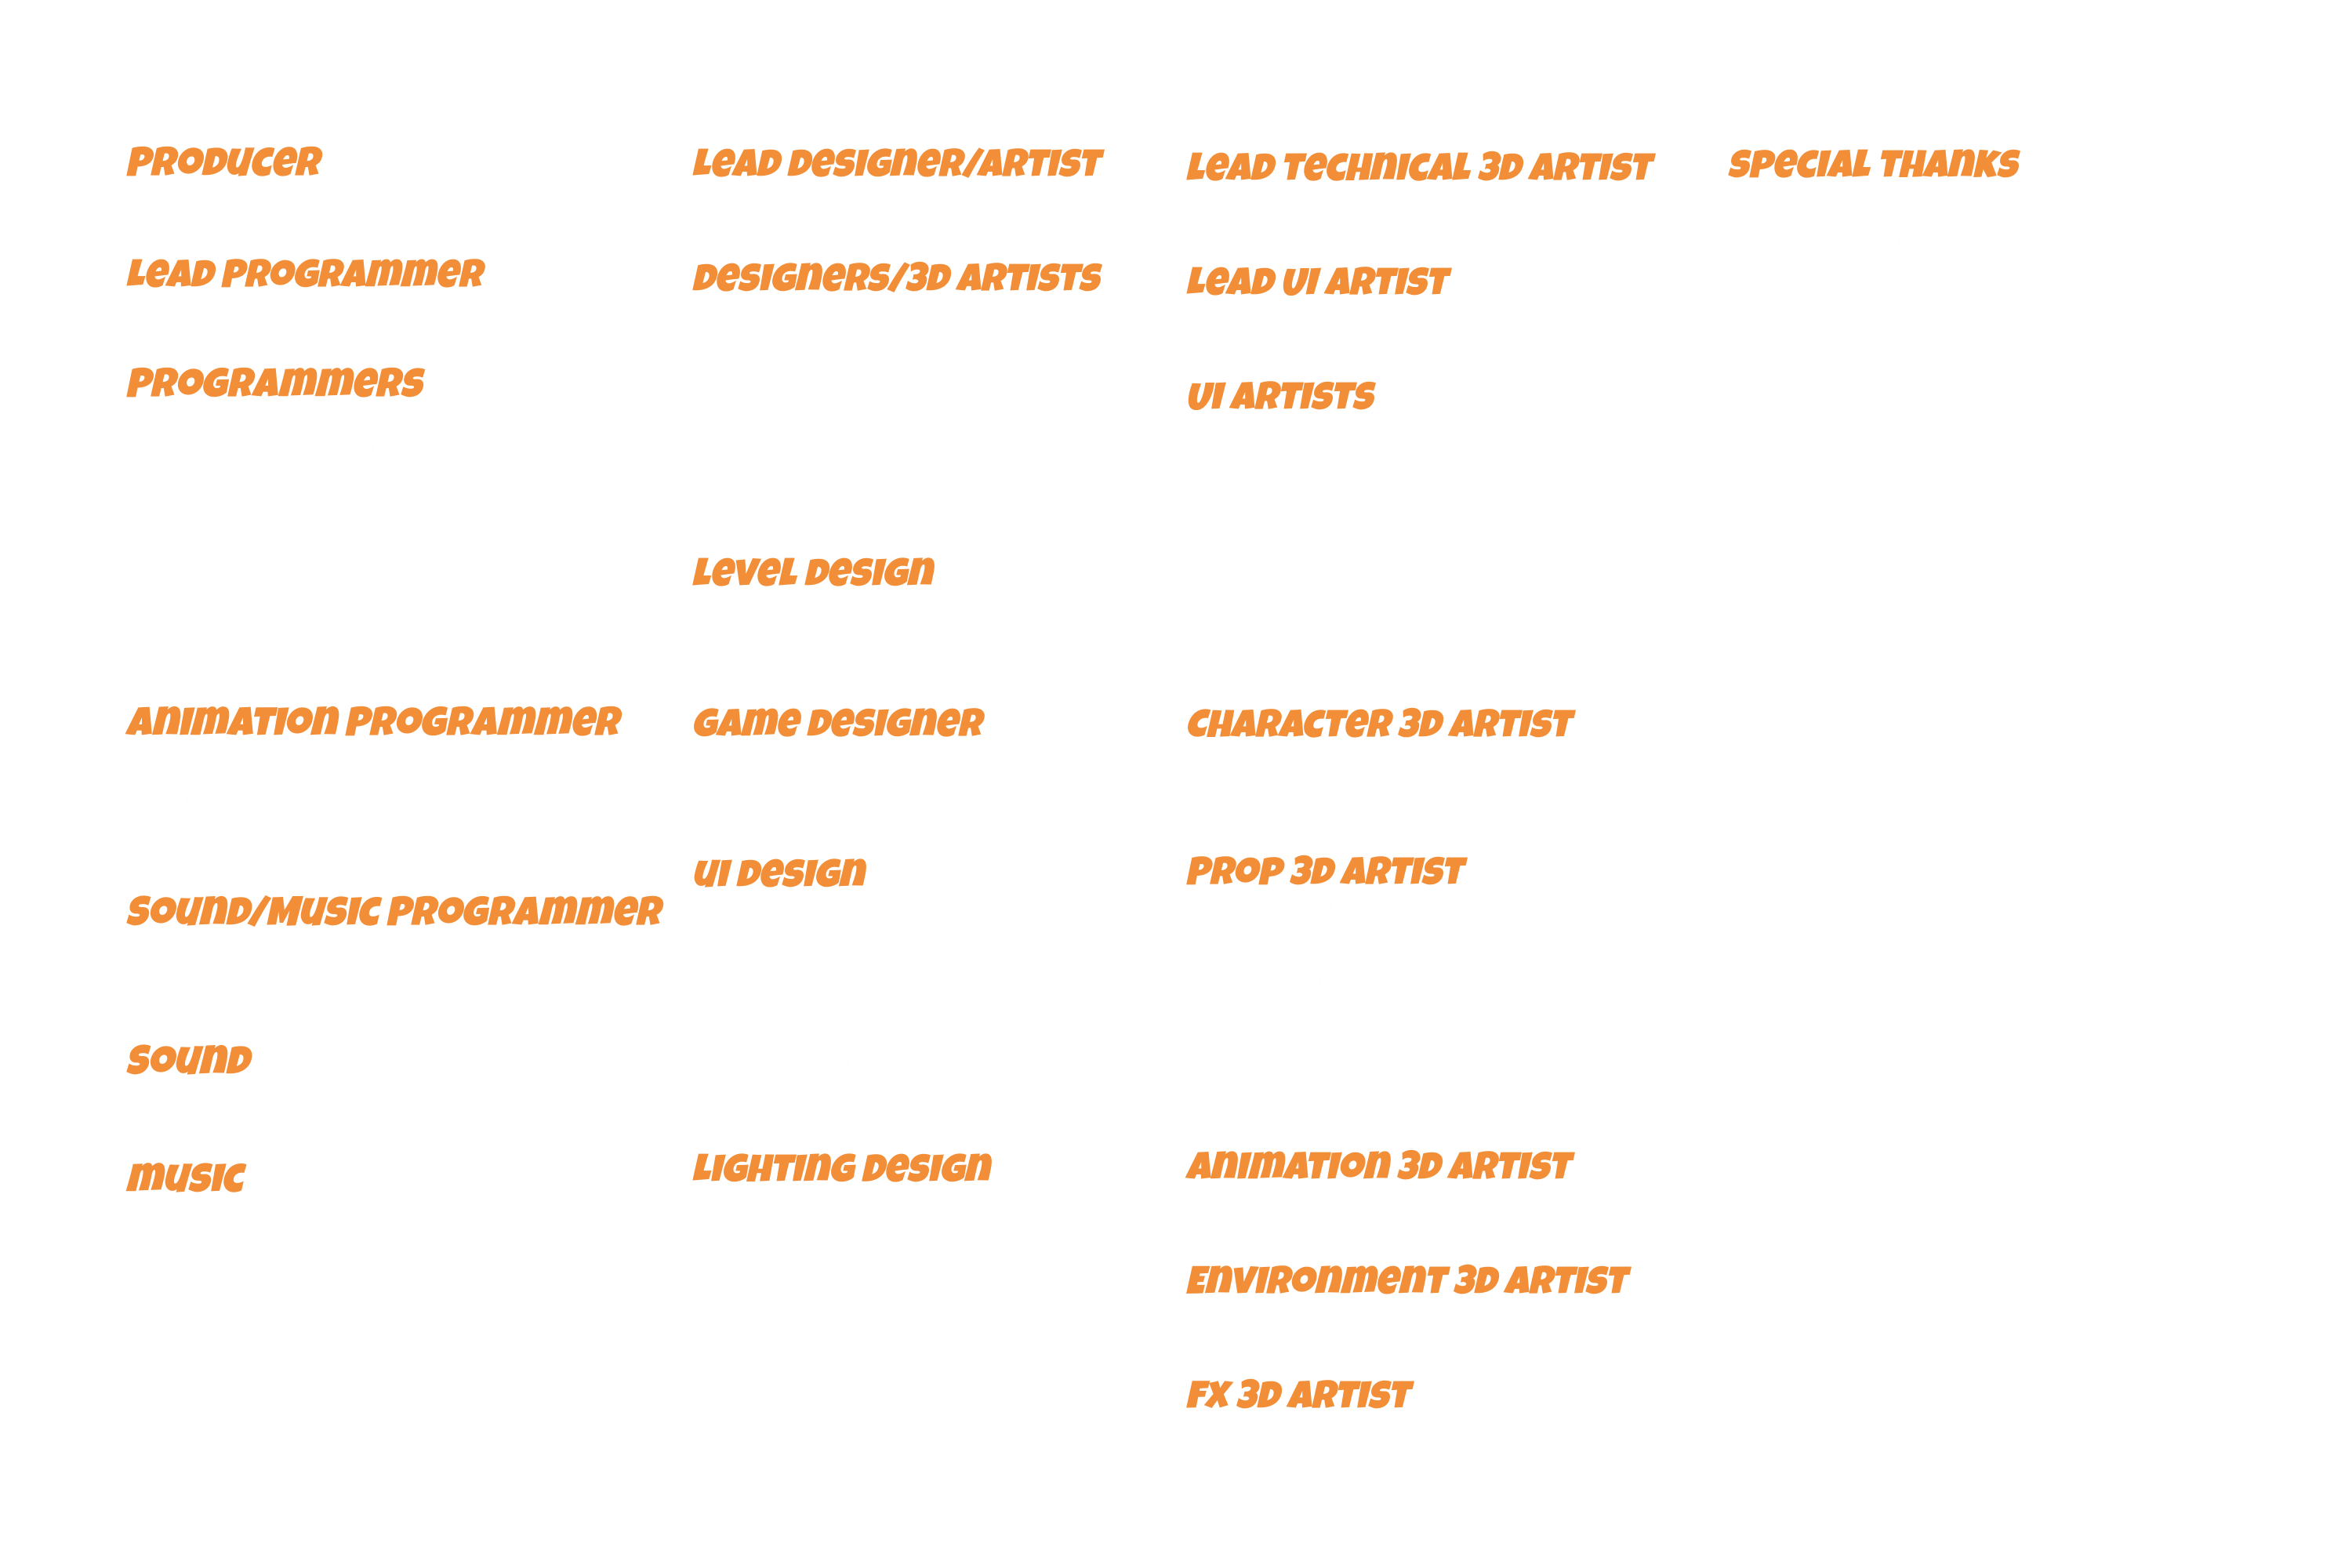 PRODUCER
LEAD PROGRAMMER
PROGRAMMERS
ANIMATION PROGRAMMER
SOUND/MUSIC PROGRAMMER
SOUND
MUSIC
LEAD DESIGNER/ARTIST
DESIGNERS/3D ARTISTS
LEVEL DESIGN
GAME DESIGNER
UI DESIGN
LIGHTING DESIGN
LEAD TECHNICAL 3D ARTIST
LEAD UI ARTIST
UI ARTISTS
CHARACTER 3D ARTIST
PROP 3D ARTIST
ANIMATION 3D ARTIST
ENVIRONMENT 3D ARTIST
FX 3D ARTIST
SPECIAL THANKS